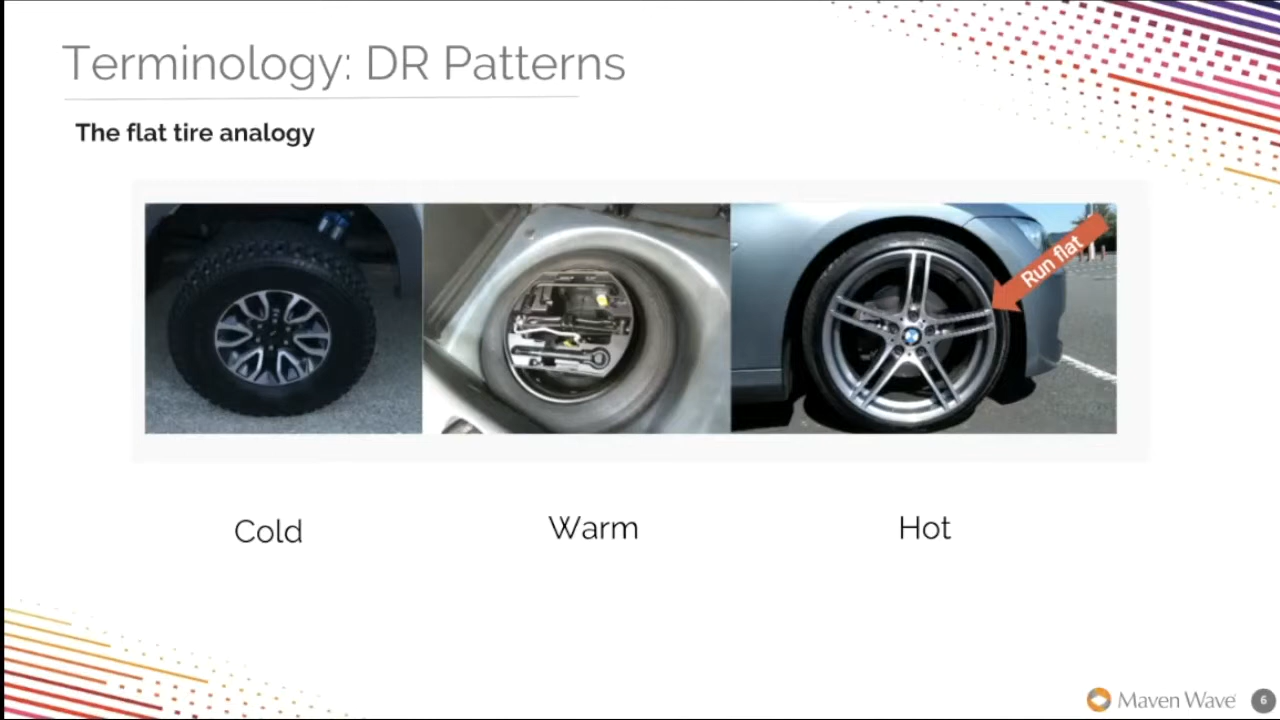 Terminology: DR Patterns
The flat tire analogy
Run flat
Cold
Warm
Hot
Maven Wave
6